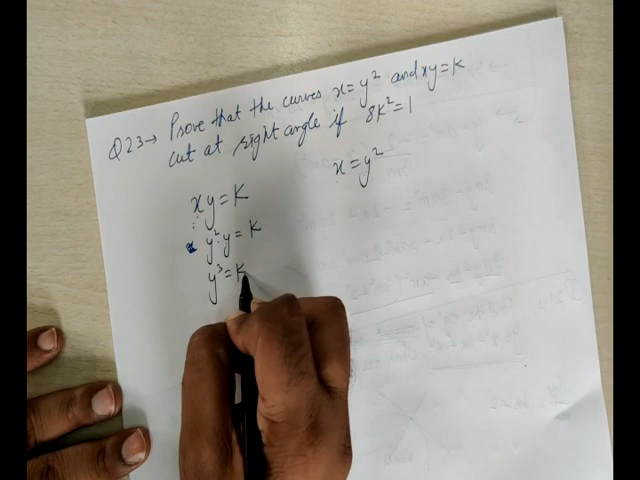 Q23→ Prove that the curves x=y² and xy=K
cut at right angle if 8K²=1
x=y²
xy=K
∴ y²·y=K
y³=K